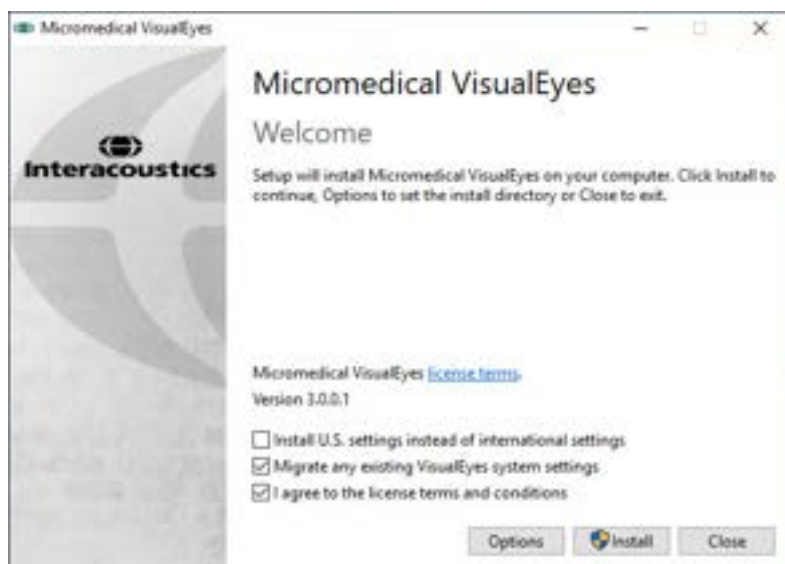 Micromedical VisualEyes
Interacoustics
Micromedical VisualEyes
Welcome
Setup will install Micromedical VisualEyes on your computer. Click Install to
continue, Options to set the install directory or Close to exit.
Micromedical VisualEyes license terms.
Version 3.0.0.1
Install U.S. settings instead of international settings
Migrate any existing VisualEyes system settings
I agree to the license terms and conditions
Options Install Close